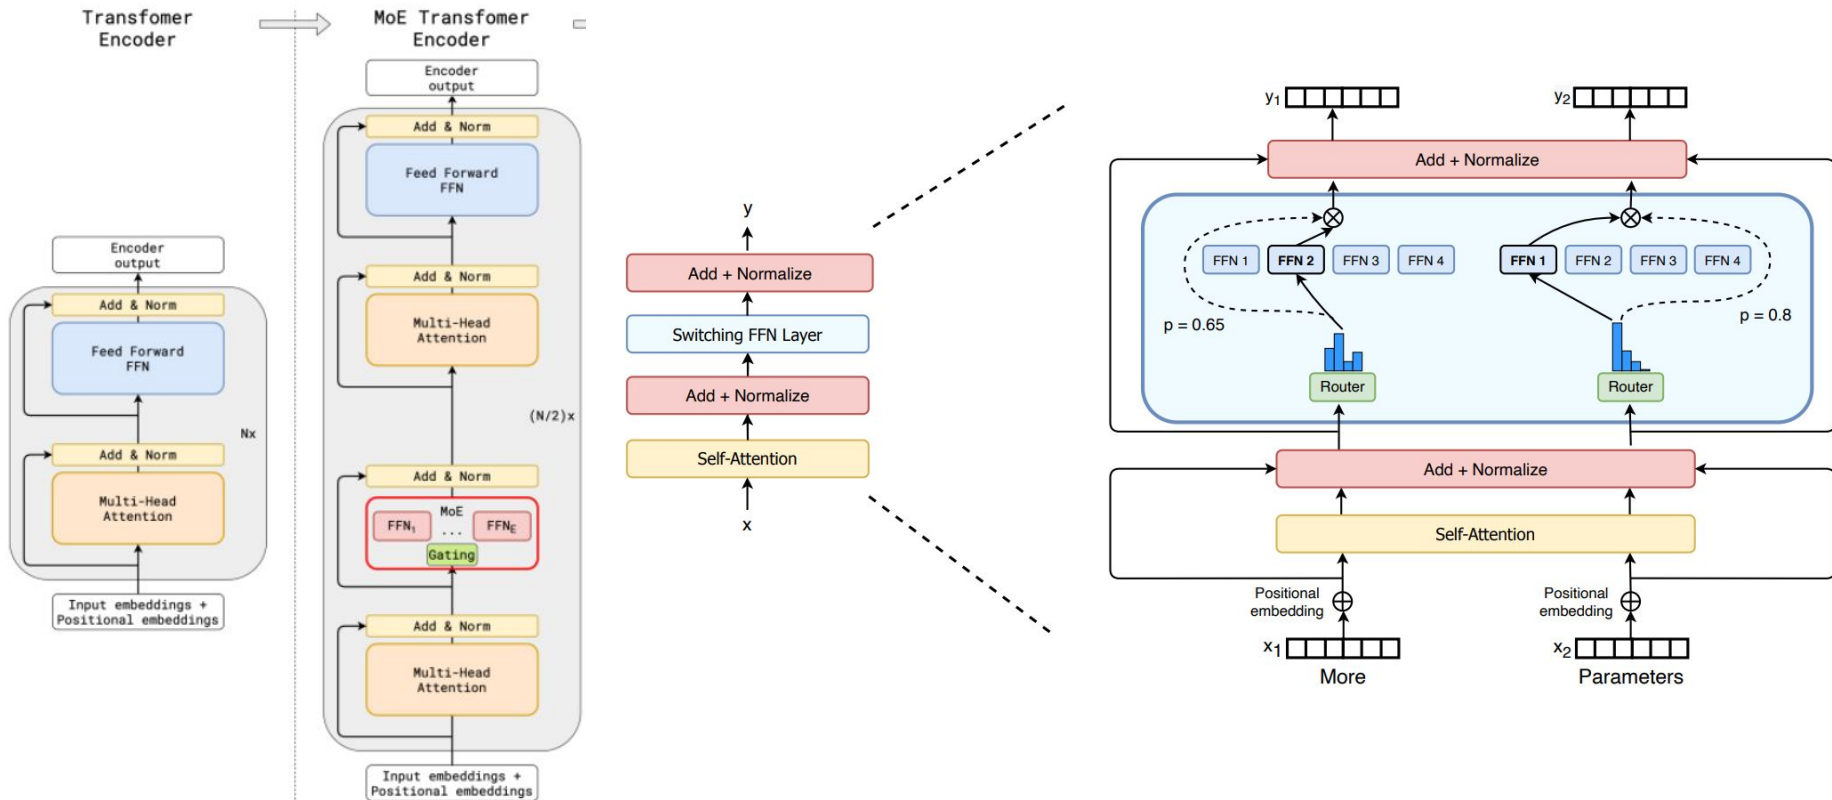 Transfomer
Encoder
Encoder
output
Add & Norm
Feed Forward
FFN
Nx
Add & Norm
Multi-Head
Attention
Input embeddings +
Positional embeddings
MoE Transfomer
Encoder
Encoder
output
Add & Norm
Feed Forward
FFN
Add & Norm
Multi-Head
Attention
(N/2)x
Add & Norm
MoE
FFN₁ ... FFN_E
Gating
Add & Norm
Multi-Head
Attention
Input embeddings +
Positional embeddings
y
Add + Normalize
Switching FFN Layer
Add + Normalize
Self-Attention
x
y₁ y₂
Add + Normalize
FFN 1 FFN 2 FFN 3 FFN 4 FFN 1 FFN 2 FFN 3 FFN 4
p = 0.65 p = 0.8
Router Router
Add + Normalize
Self-Attention
Positional
embedding
Positional
embedding
x₁ x₂
More Parameters